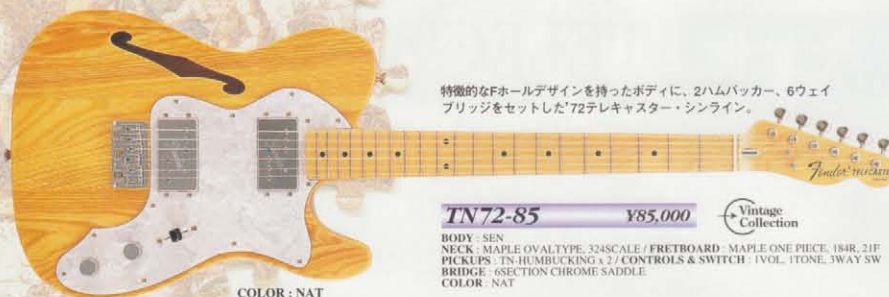 特徴的なFホールデザインを持ったボディに、2ハムバッカー、6ウェイ
ブリッジをセットした'72テレキャスター・シンライン。
Fender TELECASTER
TN72-85 ¥85,000 Vintage Collection
BODY : SEN
NECK : MAPLE OVALTYPE, 324SCALE / FRETBOARD : MAPLE ONE PIECE, 184R, 21F
PICKUPS : TN-HUMBUCKING x 2 / CONTROLS & SWITCH : 1VOL, 1TONE, 3WAY SW
BRIDGE : 6SECTION CHROME SADDLE
COLOR : NAT
COLOR : NAT